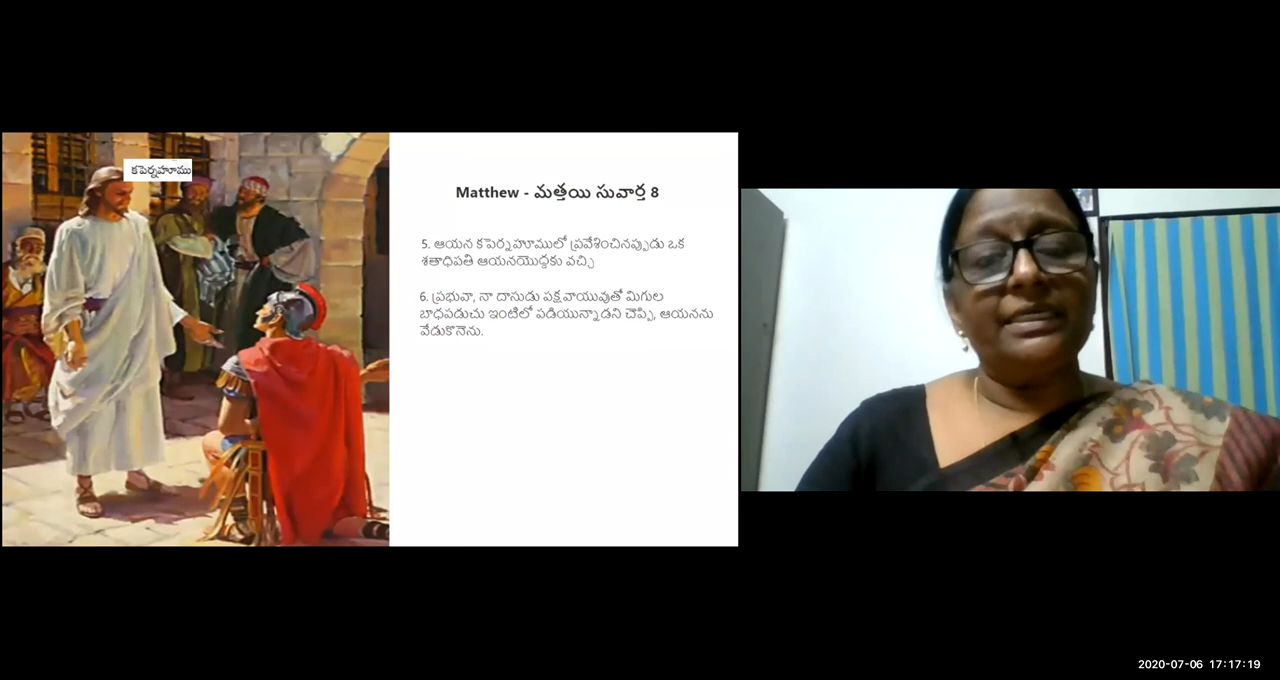 కపెర్నహూము
Matthew - మత్తయి సువార్త 8
5. ఆయన కపెర్నహూములో ప్రవేశించినప్పుడు ఒక
శతాధిపతి ఆయనయొద్దకు వచ్చి
6. ప్రభువా, నా దాసుడు పక్షవాయువుతో మిగుల
బాధపడుచు ఇంటిలో పడియున్నాడని చెప్పి, ఆయనను
వేడుకొనెను.
2020-07-06 17:17:19